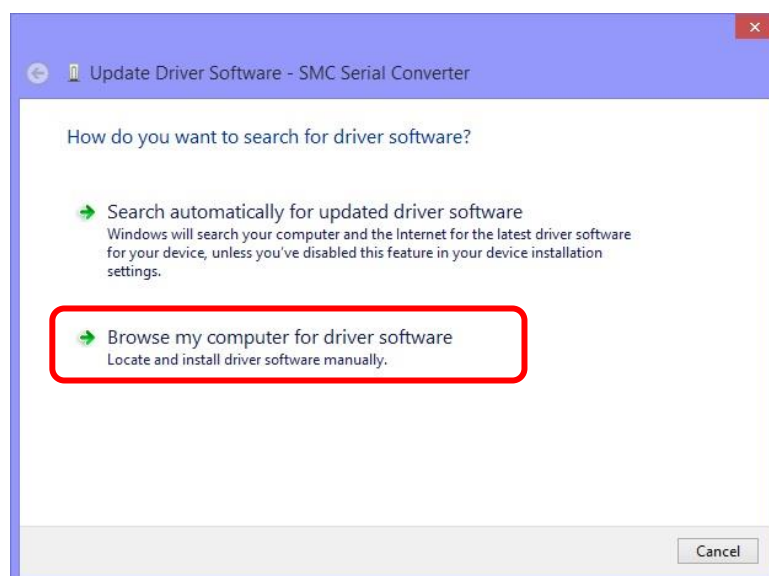 Update Driver Software - SMC Serial Converter
How do you want to search for driver software?
Search automatically for updated driver software
Windows will search your computer and the Internet for the latest driver software
for your device, unless you've disabled this feature in your device installation
settings.
Browse my computer for driver software
Locate and install driver software manually.
Cancel